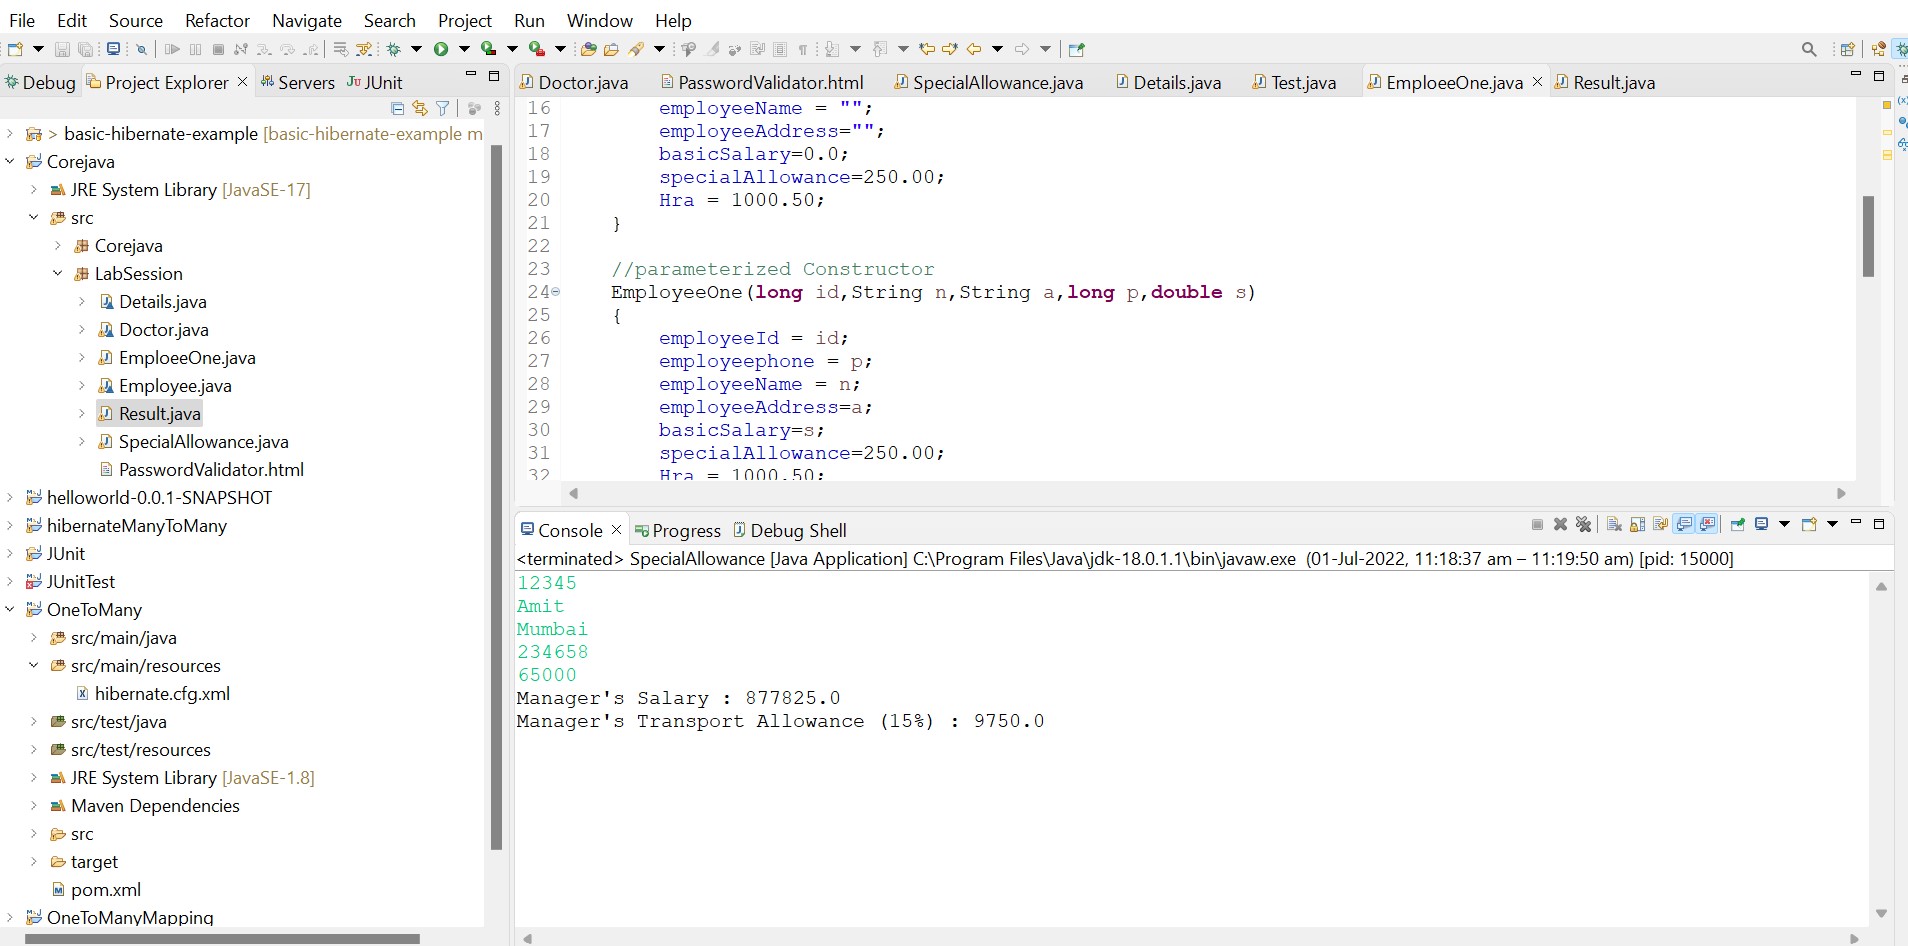 File Edit Source Refactor Navigate Search Project Run Window Help
Debug Project Explorer Servers JUnit
> basic-hibernate-example [basic-hibernate-example m
Corejava
JRE System Library [JavaSE-17]
src
Corejava
LabSession
Details.java
Doctor.java
EmploeeOne.java
Employee.java
Result.java
SpecialAllowance.java
PasswordValidator.html
helloworld-0.0.1-SNAPSHOT
hibernateManyToMany
JUnit
JUnitTest
OneToMany
src/main/java
src/main/resources
hibernate.cfg.xml
src/test/java
src/test/resources
JRE System Library [JavaSE-1.8]
Maven Dependencies
src
target
pom.xml
OneToManyMapping
Doctor.java PasswordValidator.html SpecialAllowance.java Details.java Test.java EmploeeOne.java Result.java
16 employeeName = "";
17 employeeAddress="";
18 basicSalary=0.0;
19 specialAllowance=250.00;
20 Hra = 1000.50;
21 }
22
23 //parameterized Constructor
24 EmployeeOne(long id,String n,String a,long p,double s)
25 {
26 employeeId = id;
27 employeephone = p;
28 employeeName = n;
29 employeeAddress=a;
30 basicSalary=s;
31 specialAllowance=250.00;
32 Hra = 1000.50;
Console Progress Debug Shell
<terminated> SpecialAllowance [Java Application] C:\Program Files\Java\jdk-18.0.1.1\bin\javaw.exe (01-Jul-2022, 11:18:37 am – 11:19:50 am) [pid: 15000]
12345
Amit
Mumbai
234658
65000
Manager's Salary : 877825.0
Manager's Transport Allowance (15%) : 9750.0